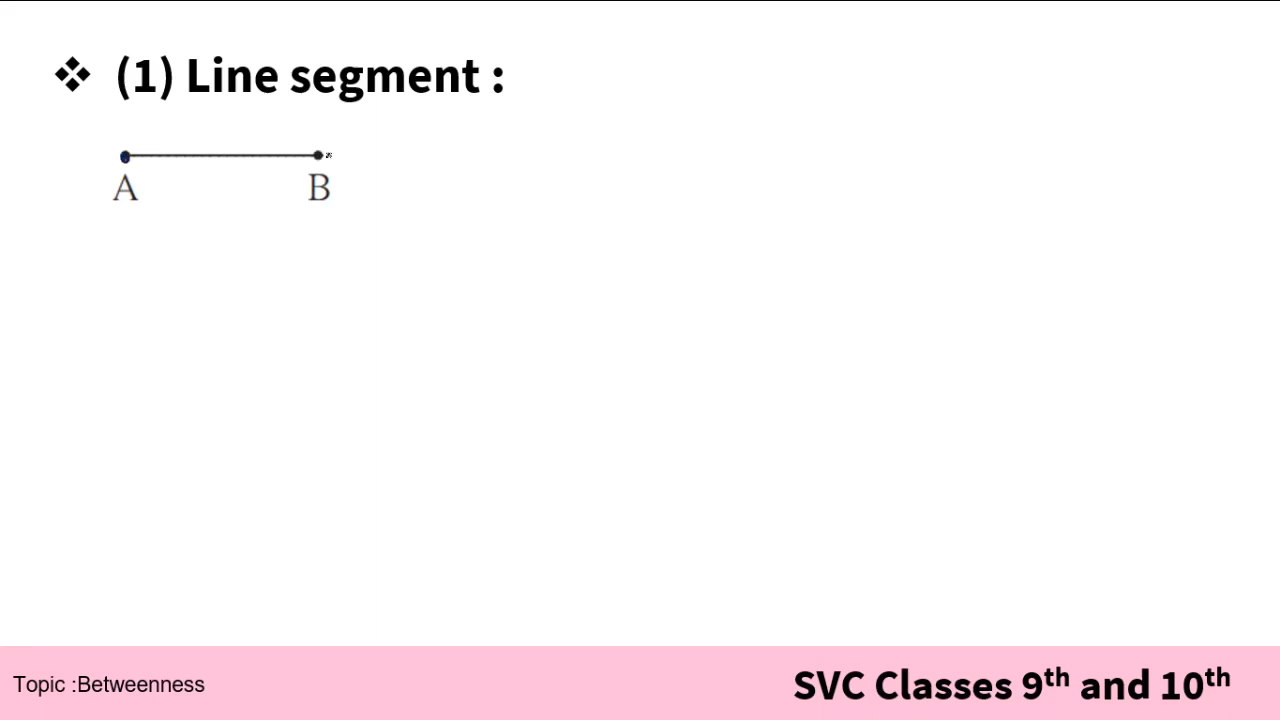 ❖ (1) Line segment :
A B
Topic :Betweenness
SVC Classes 9th and 10th